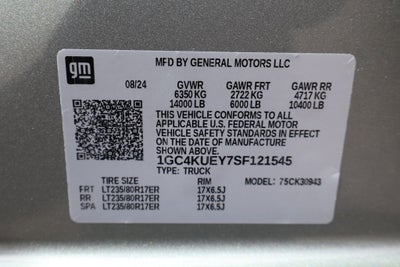 gm
MFD BY GENERAL MOTORS LLC
08/24 GVWR GAWR FRT GAWR RR
6350 KG 2722 KG 4717 KG
14000 LB 6000 LB 10400 LB
THIS VEHICLE CONFORMS TO ALL
APPLICABLE U.S. FEDERAL MOTOR
VEHICLE SAFETY STANDARDS IN EFFECT
ON THE DATE OF MANUFACTURE
SHOWN ABOVE.
1GC4KUEY7SF121545
TYPE: TRUCK
TIRE SIZE RIM MODEL: 75CK30943
FRT LT235/80R17ER 17X6.5J
RR LT235/80R17ER 17X6.5J
SPA LT235/80R17ER 17X6.5J